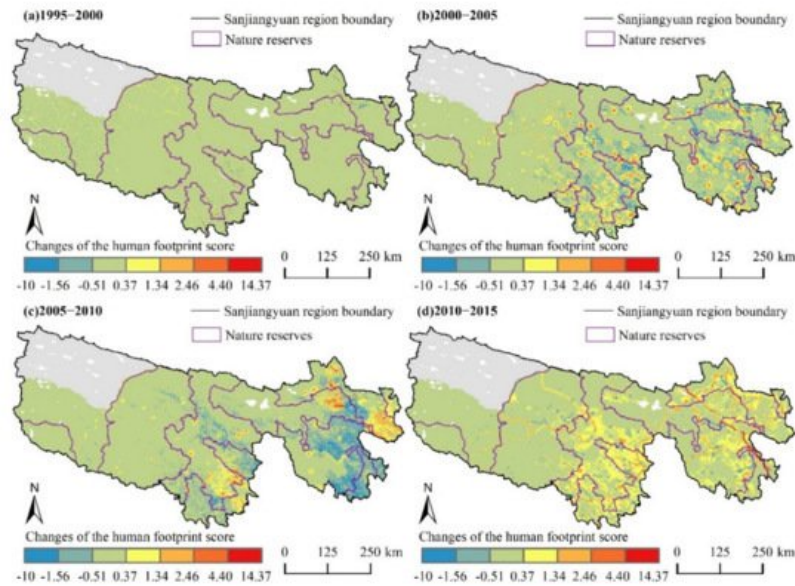 (a)1995−2000
Sanjiangyuan region boundary
Nature reserves
N
Changes of the human footprint score
0 125 250 km
-10 -1.56 -0.51 0.37 1.34 2.46 4.40 14.37
(b)2000−2005
Sanjiangyuan region boundary
Nature reserves
N
Changes of the human footprint score
0 125 250 km
-10 -1.56 -0.51 0.37 1.34 2.46 4.40 14.37
(c)2005−2010
Sanjiangyuan region boundary
Nature reserves
N
Changes of the human footprint score
0 125 250 km
-10 -1.56 -0.51 0.37 1.34 2.46 4.40 14.37
(d)2010−2015
Sanjiangyuan region boundary
Nature reserves
N
Changes of the human footprint score
0 125 250 km
-10 -1.56 -0.51 0.37 1.34 2.46 4.40 14.37